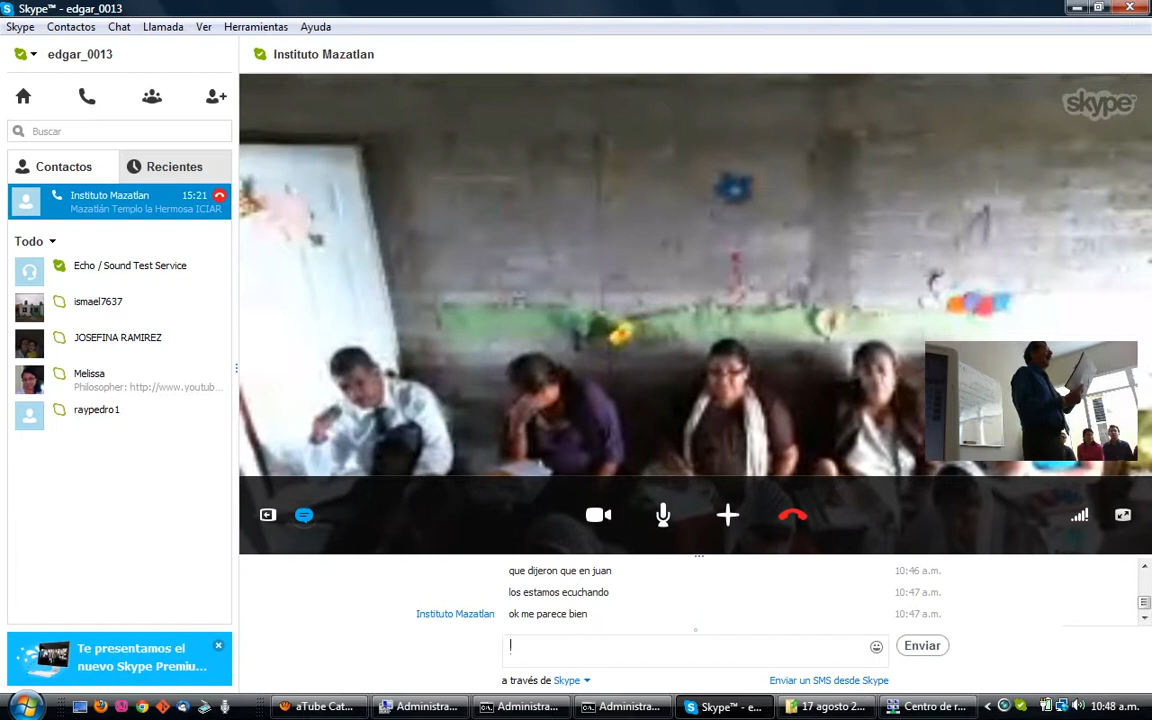 Skype™ - edgar_0013
Skype Contactos Chat Llamada Ver Herramientas Ayuda
edgar_0013
Instituto Mazatlan
skype
Buscar
Contactos Recientes
Instituto Mazatlan 15:21
Mazatlán Templo la Hermosa ICIAR
Todo
Echo / Sound Test Service
ismael7637
JOSEFINA RAMIREZ
Melissa
Philosopher: http://www.youtub...
raypedro1
que dijeron que en juan 10:46 a.m.
los estamos ecuchando 10:47 a.m.
Instituto Mazatlan ok me parece bien 10:47 a.m.
Enviar
a través de Skype Enviar un SMS desde Skype
Te presentamos el
nuevo Skype Premiu...
aTube Cat... Administra... Administra... Administra... Skype™ - e... 17 agosto 2... Centro de r... 10:48 a.m.